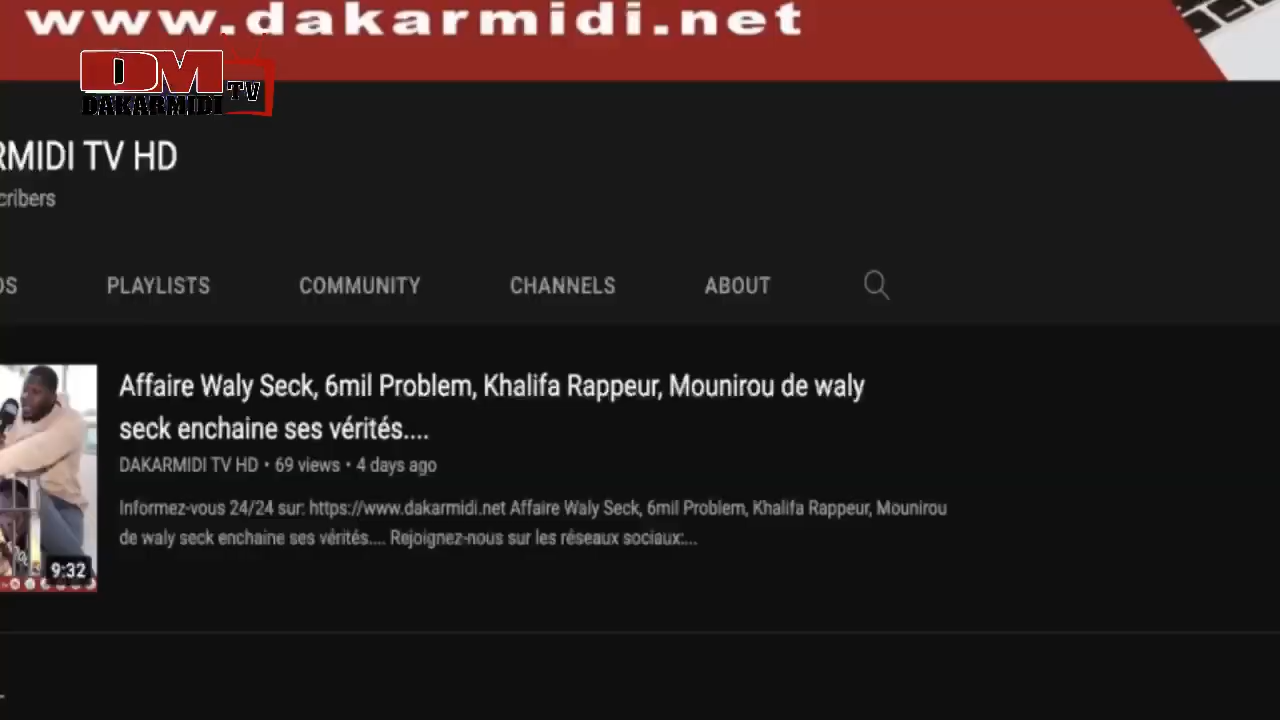 www.dakarmidi.net
DM
DAKARMIDI TV
RMIDI TV HD
cribers
OS PLAYLISTS COMMUNITY CHANNELS ABOUT
Affaire Waly Seck, 6mil Problem, Khalifa Rappeur, Mounirou de waly
seck enchaine ses vérités....
DAKARMIDI TV HD • 69 views • 4 days ago
Informez-vous 24/24 sur: https://www.dakarmidi.net Affaire Waly Seck, 6mil Problem, Khalifa Rappeur, Mounirou
de waly seck enchaine ses vérités.... Rejoignez-nous sur les réseaux sociaux:...
9:32